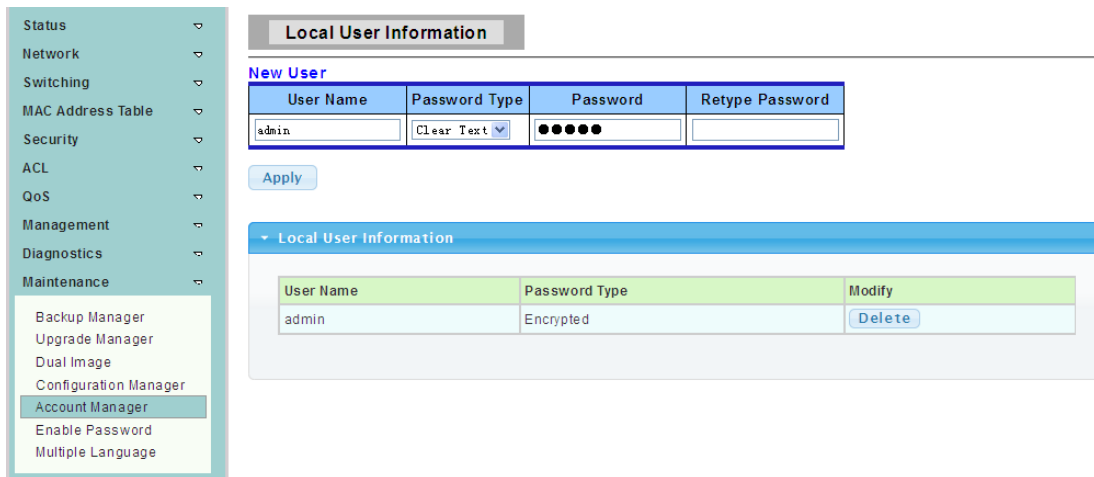 Status
Network
Switching
MAC Address Table
Security
ACL
QoS
Management
Diagnostics
Maintenance
Backup Manager
Upgrade Manager
Dual Image
Configuration Manager
Account Manager
Enable Password
Multiple Language
Local User Information
New User
User Name Password Type Password Retype Password
admin Clear Text ●●●●●
Apply
Local User Information
User Name Password Type Modify
admin Encrypted Delete